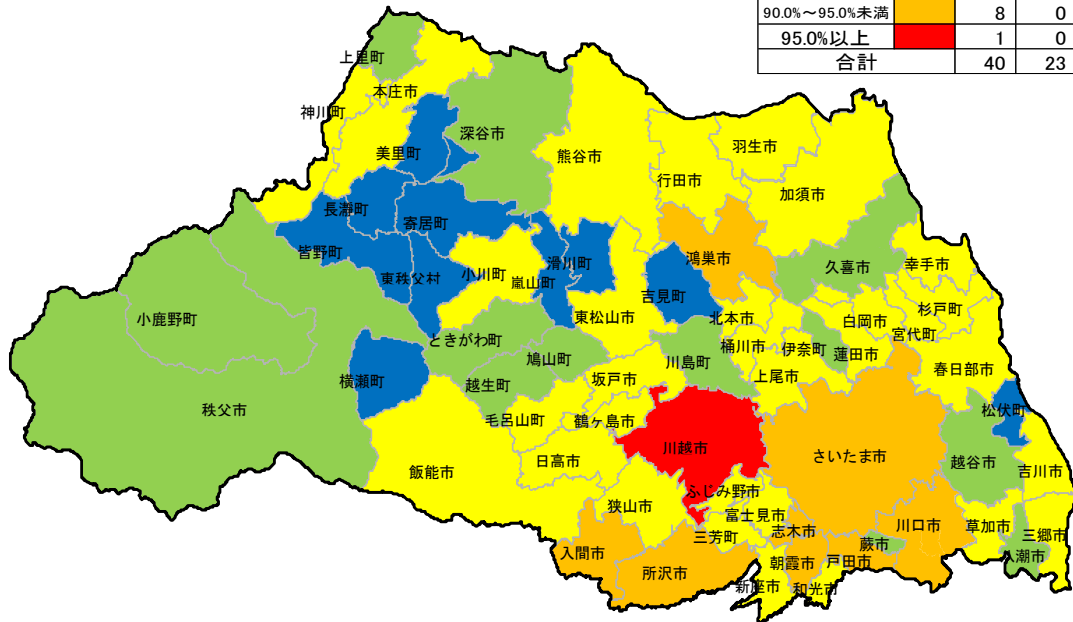 90.0%～95.0%未満 8 0
95.0%以上 1 0
合計 40 23
上里町
本庄市
神川町
深谷市
美里町
熊谷市
羽生市
行田市
加須市
長瀞町
寄居町
皆野町
東秩父村
小川町
嵐山町
滑川町
鴻巣市
久喜市
幸手市
吉見町
東松山市
北本市
白岡市
杉戸町
宮代町
小鹿野町
ときがわ町
鳩山町
川島町
桶川市
伊奈町
蓮田市
横瀬町
越生町
坂戸市
上尾市
春日部市
秩父市
毛呂山町
鶴ヶ島市
松伏町
飯能市
日高市
川越市
さいたま市
越谷市
吉川市
ふじみ野市
狭山市
富士見市
三芳町
志木市
川口市
草加市
三郷市
入間市
所沢市
朝霞市
戸田市
蕨市
八潮市
新座市
和光市